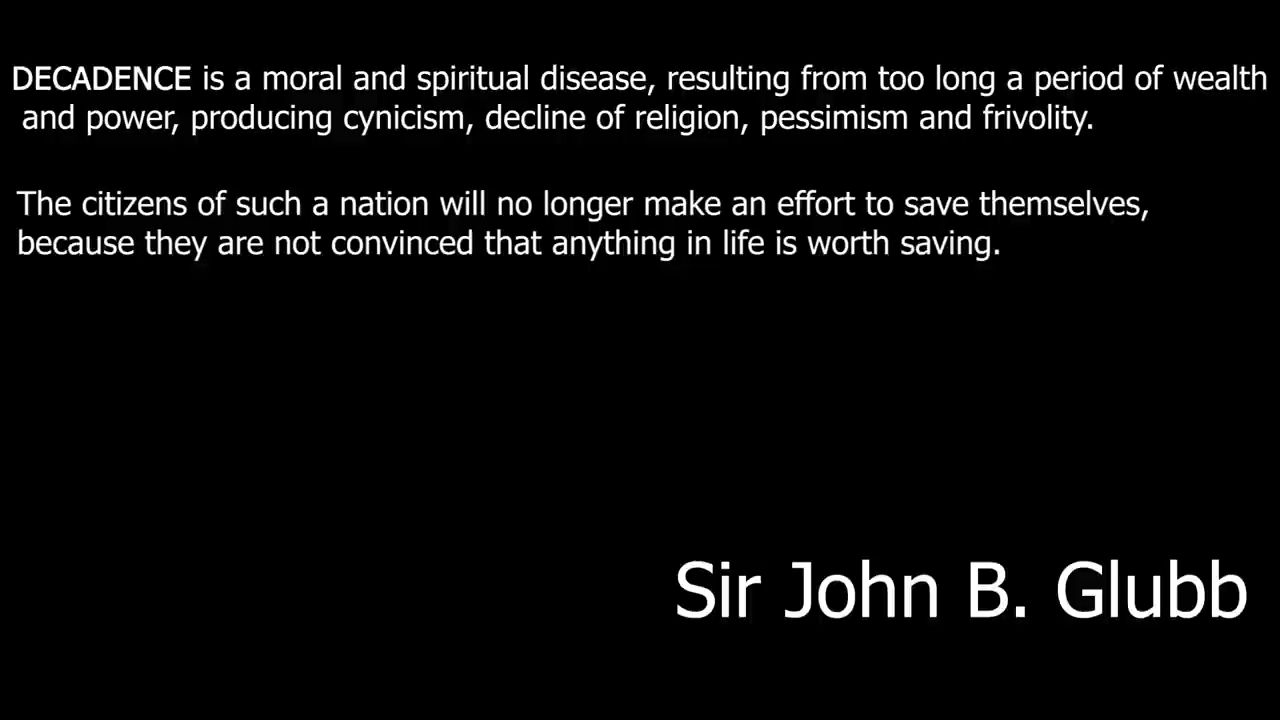 DECADENCE is a moral and spiritual disease, resulting from too long a period of wealth
and power, producing cynicism, decline of religion, pessimism and frivolity.
The citizens of such a nation will no longer make an effort to save themselves,
because they are not convinced that anything in life is worth saving.
Sir John B. Glubb